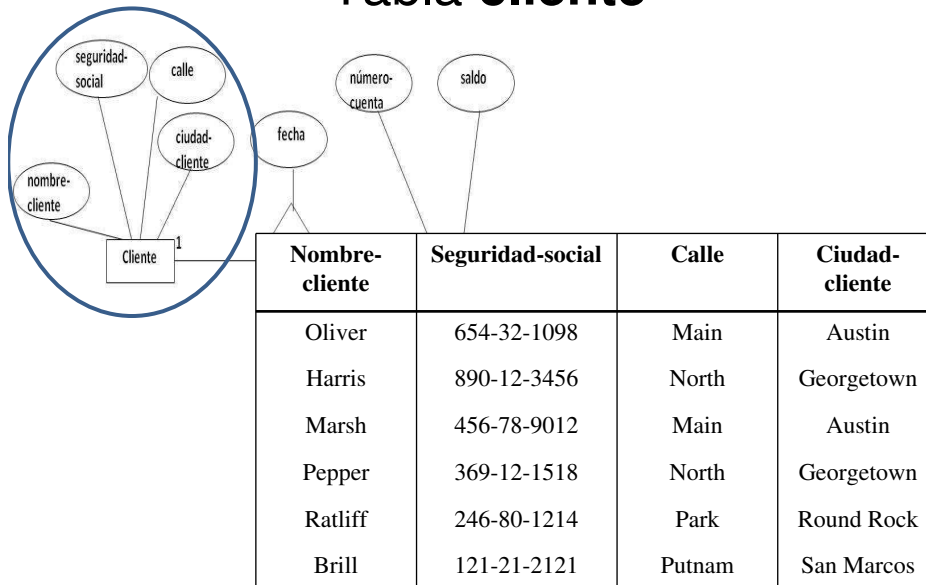 Tabla cliente
seguridad-
social
calle
ciudad-
cliente
nombre-
cliente
fecha
número-
cuenta
saldo
Cliente
1
Nombre-
cliente
Seguridad-social
Calle
Ciudad-
cliente
Oliver 654-32-1098 Main Austin
Harris 890-12-3456 North Georgetown
Marsh 456-78-9012 Main Austin
Pepper 369-12-1518 North Georgetown
Ratliff 246-80-1214 Park Round Rock
Brill 121-21-2121 Putnam San Marcos